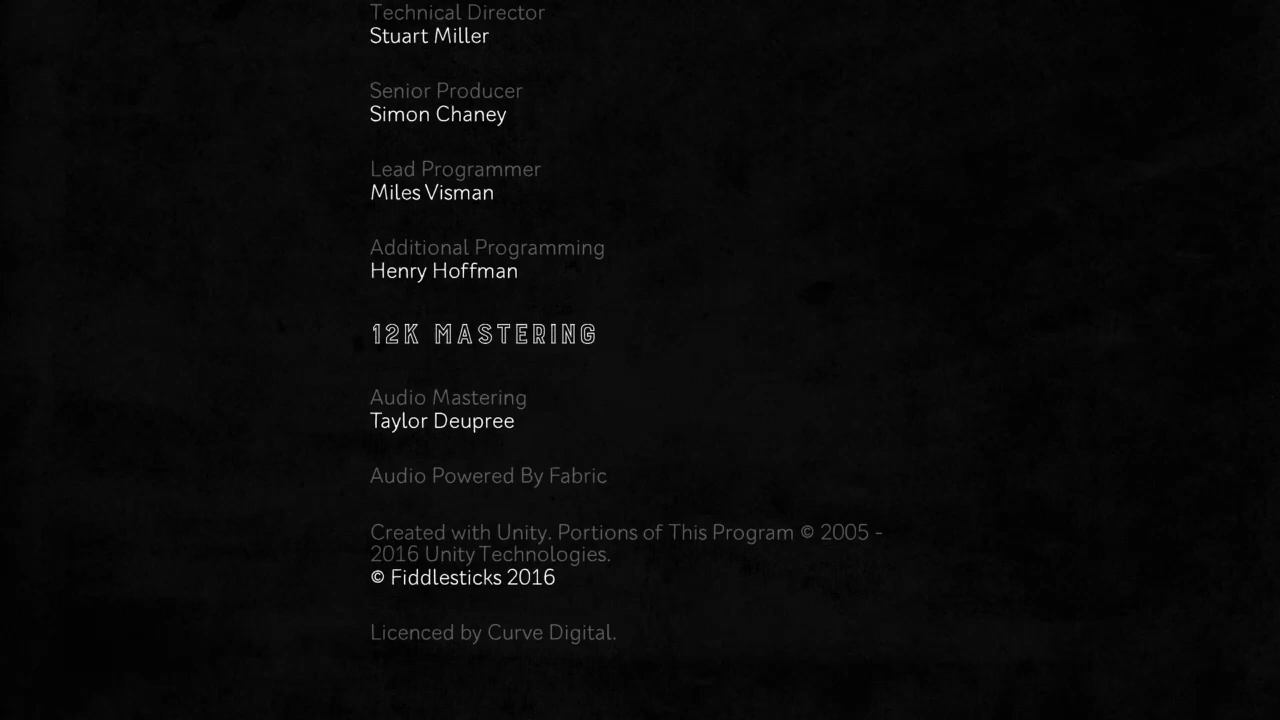 Technical Director
Stuart Miller
Senior Producer
Simon Chaney
Lead Programmer
Miles Visman
Additional Programming
Henry Hoffman
12K MASTERING
Audio Mastering
Taylor Deupree
Audio Powered By Fabric
Created with Unity. Portions of This Program © 2005 -
2016 Unity Technologies.
© Fiddlesticks 2016
Licenced by Curve Digital.